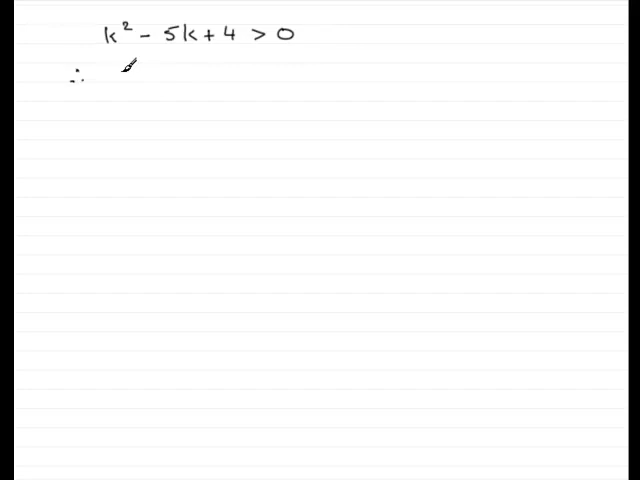 k² - 5k + 4 > 0
∴